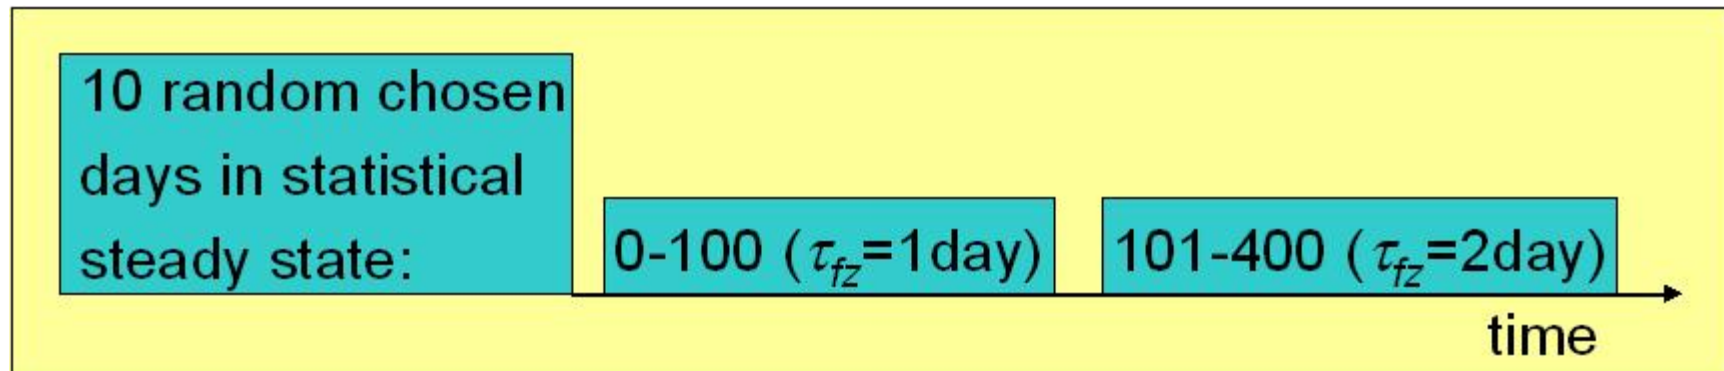 10 random chosen
days in statistical
steady state:
0-100 (τfz=1day)
101-400 (τfz=2day)
time